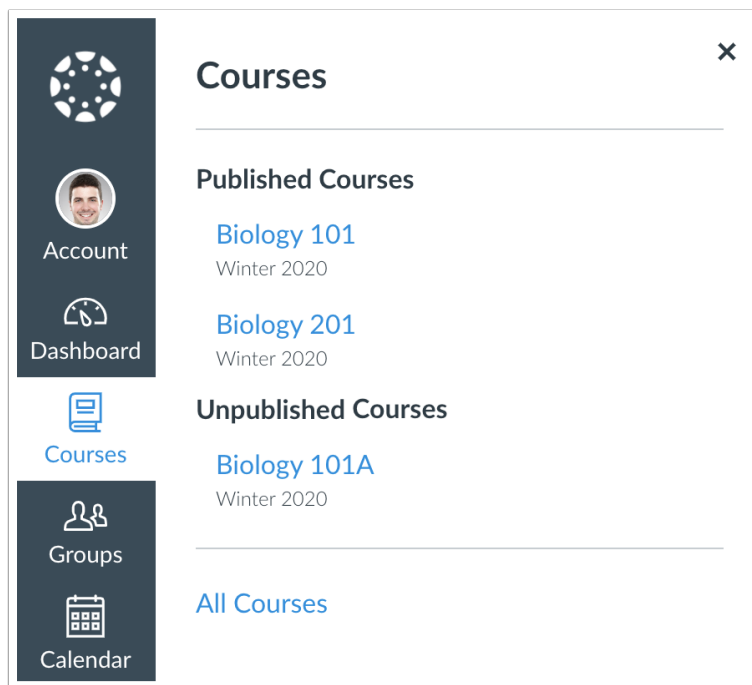 Account
Dashboard
Courses
Groups
Calendar
Courses
×
Published Courses
Biology 101
Winter 2020
Biology 201
Winter 2020
Unpublished Courses
Biology 101A
Winter 2020
All Courses